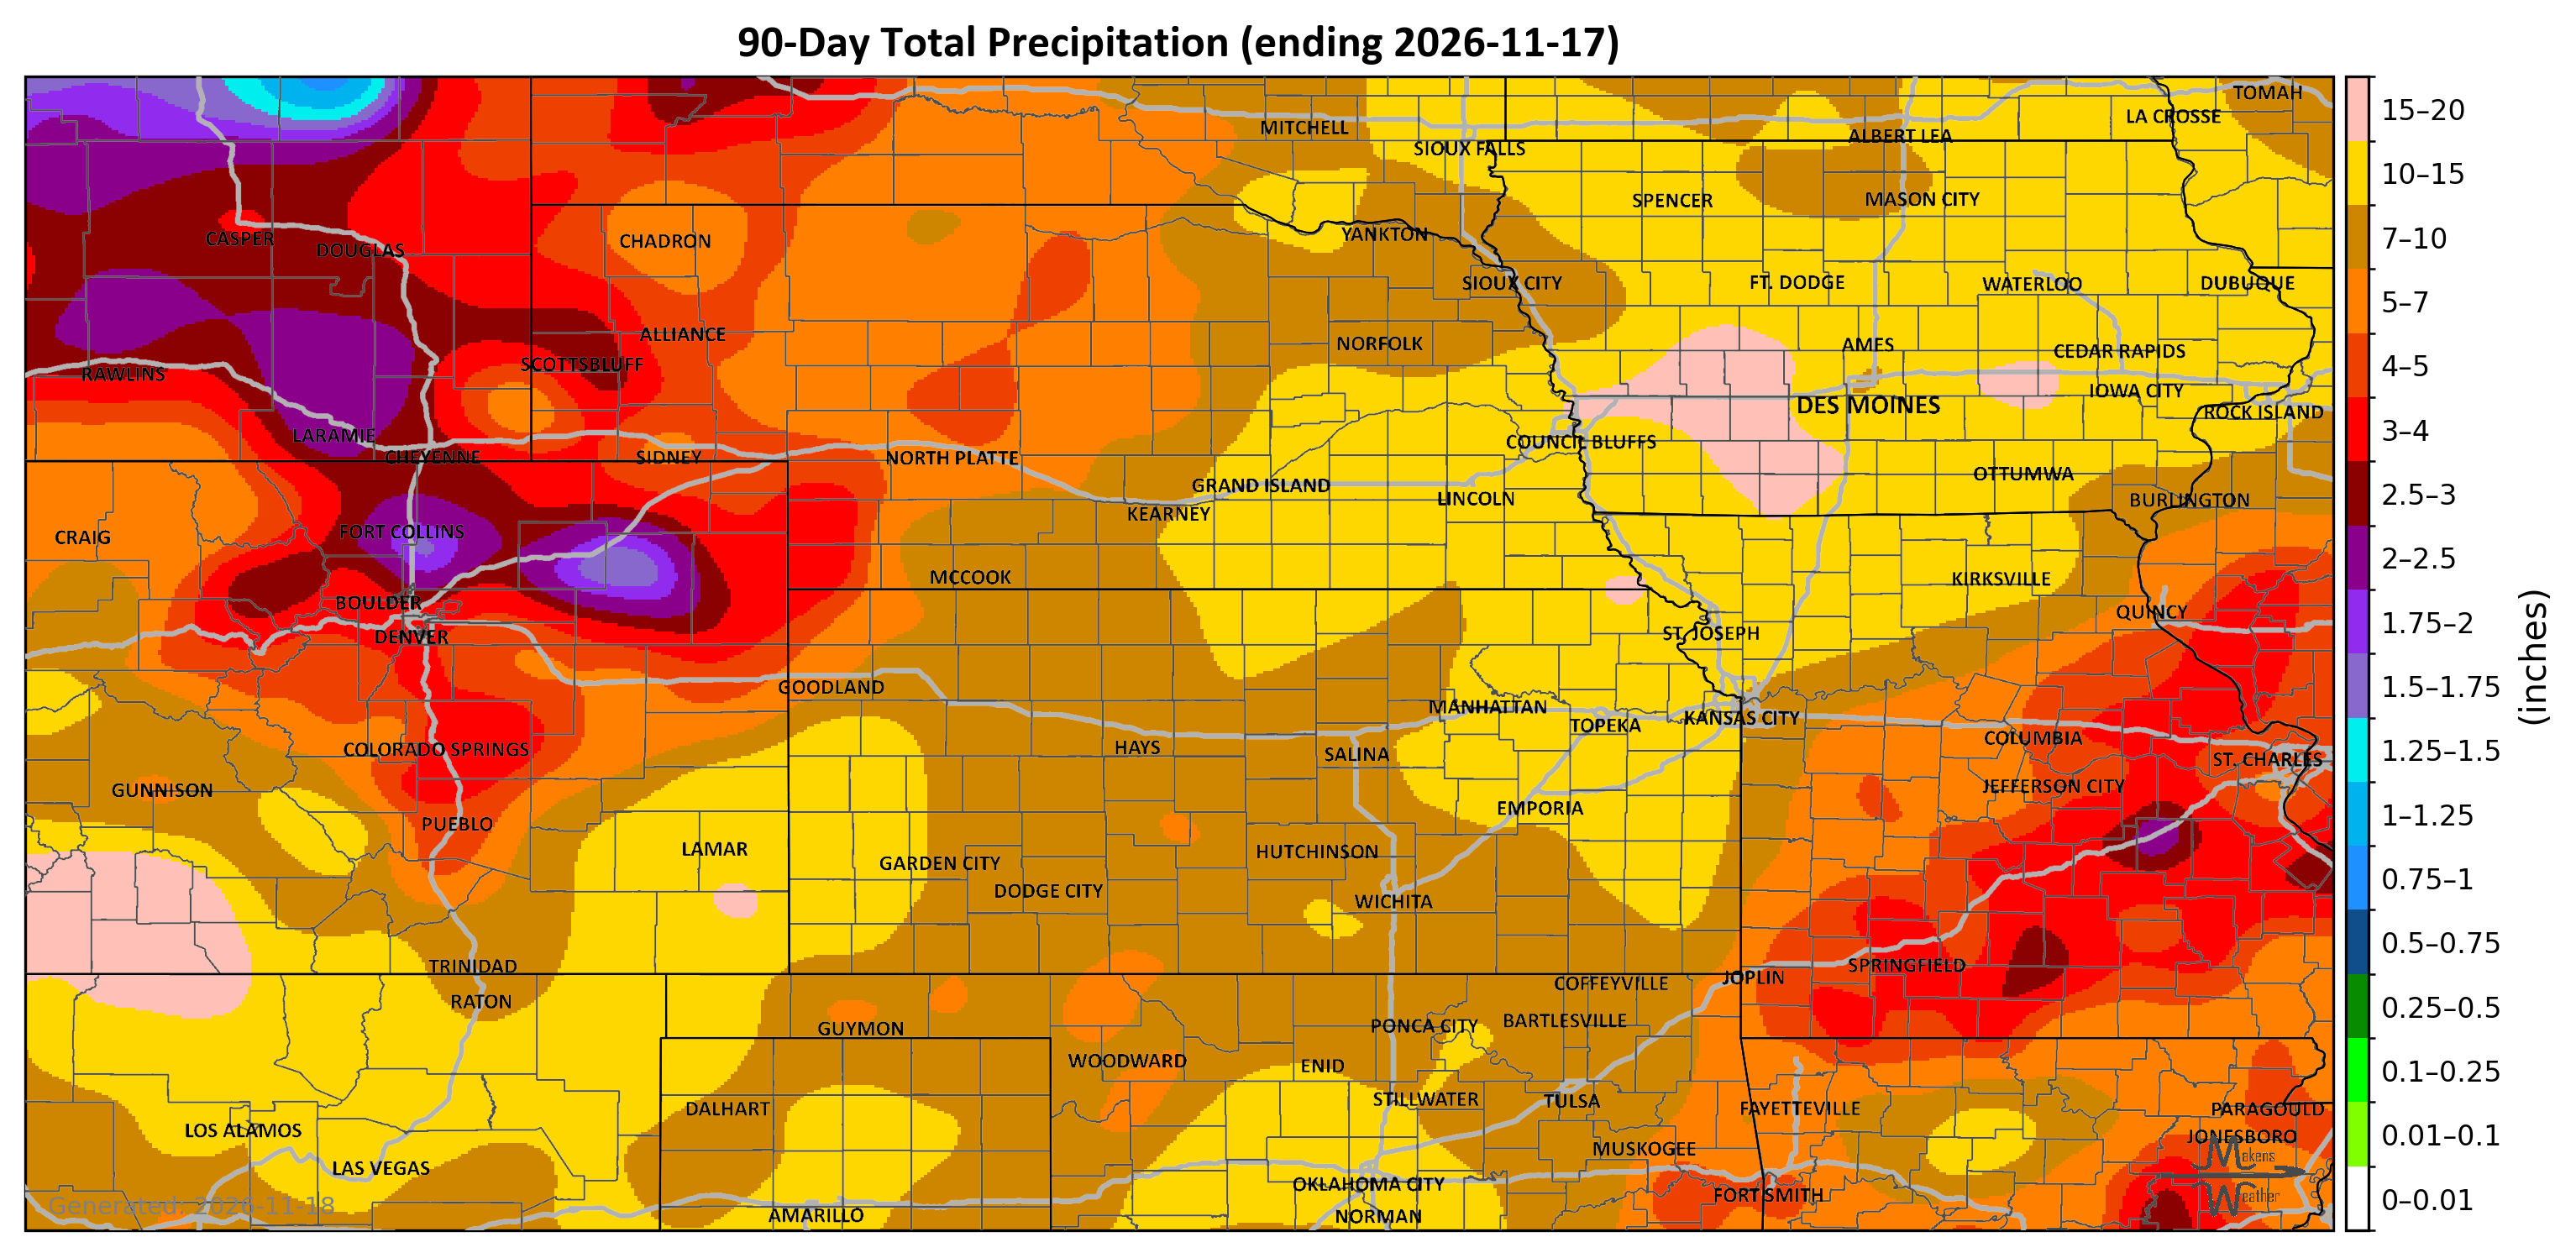 90-Day Total Precipitation (ending 2026-11-17)
TOMAH
LA CROSSE
MITCHELL
ALBERT LEA
SIOUX FALLS
SPENCER
MASON CITY
CASPER
DOUGLAS
CHADRON
YANKTON
SIOUX CITY
FT. DODGE
WATERLOO
DUBUQUE
ALLIANCE
NORFOLK
AMES
CEDAR RAPIDS
SCOTTSBLUFF
RAWLINS
IOWA CITY
DES MOINES
ROCK ISLAND
LARAMIE
COUNCIL BLUFFS
CHEYENNE
SIDNEY
NORTH PLATTE
OTTUMWA
GRAND ISLAND
LINCOLN
BURLINGTON
KEARNEY
FORT COLLINS
CRAIG
MCCOOK
KIRKSVILLE
BOULDER
QUINCY
DENVER
ST. JOSEPH
GOODLAND
MANHATTAN
TOPEKA
KANSAS CITY
COLUMBIA
COLORADO SPRINGS
HAYS
SALINA
ST. CHARLES
GUNNISON
JEFFERSON CITY
EMPORIA
PUEBLO
LAMAR
HUTCHINSON
GARDEN CITY
DODGE CITY
WICHITA
TRINIDAD
SPRINGFIELD
JOPLIN
COFFEYVILLE
RATON
GUYMON
PONCA CITY
BARTLESVILLE
WOODWARD
ENID
STILLWATER
TULSA
DALHART
FAYETTEVILLE
PARAGOULD
LOS ALAMOS
JONESBORO
MUSKOGEE
LAS VEGAS
OKLAHOMA CITY
FORT SMITH
AMARILLO
NORMAN
Makens
Weather
Generated: 2026-11-18
15–20
10–15
7–10
5–7
4–5
3–4
2.5–3
2–2.5
1.75–2
1.5–1.75
1.25–1.5
1–1.25
0.75–1
0.5–0.75
0.25–0.5
0.1–0.25
0.01–0.1
0–0.01
(inches)